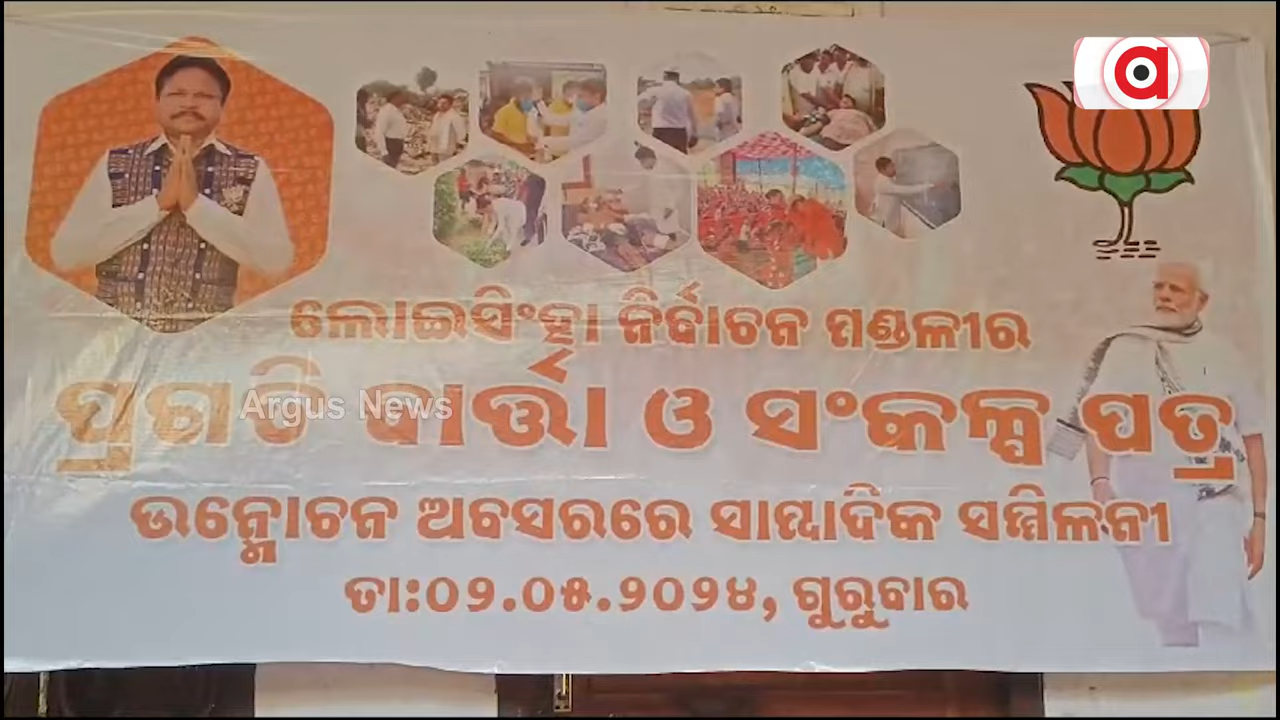 ଲୋଇସିଂହା ନିର୍ବାଚନ ମଣ୍ଡଳୀର
ପ୍ରଗତି ବାର୍ତ୍ତା ଓ ସଂକଳ୍ପ ପତ୍ର
Argus News
ଉନ୍ମୋଚନ ଅବସରରେ ସାମ୍ବାଦିକ ସମ୍ମିଳନୀ
ତା:୦୨.୦୫.୨୦୨୪, ଗୁରୁବାର